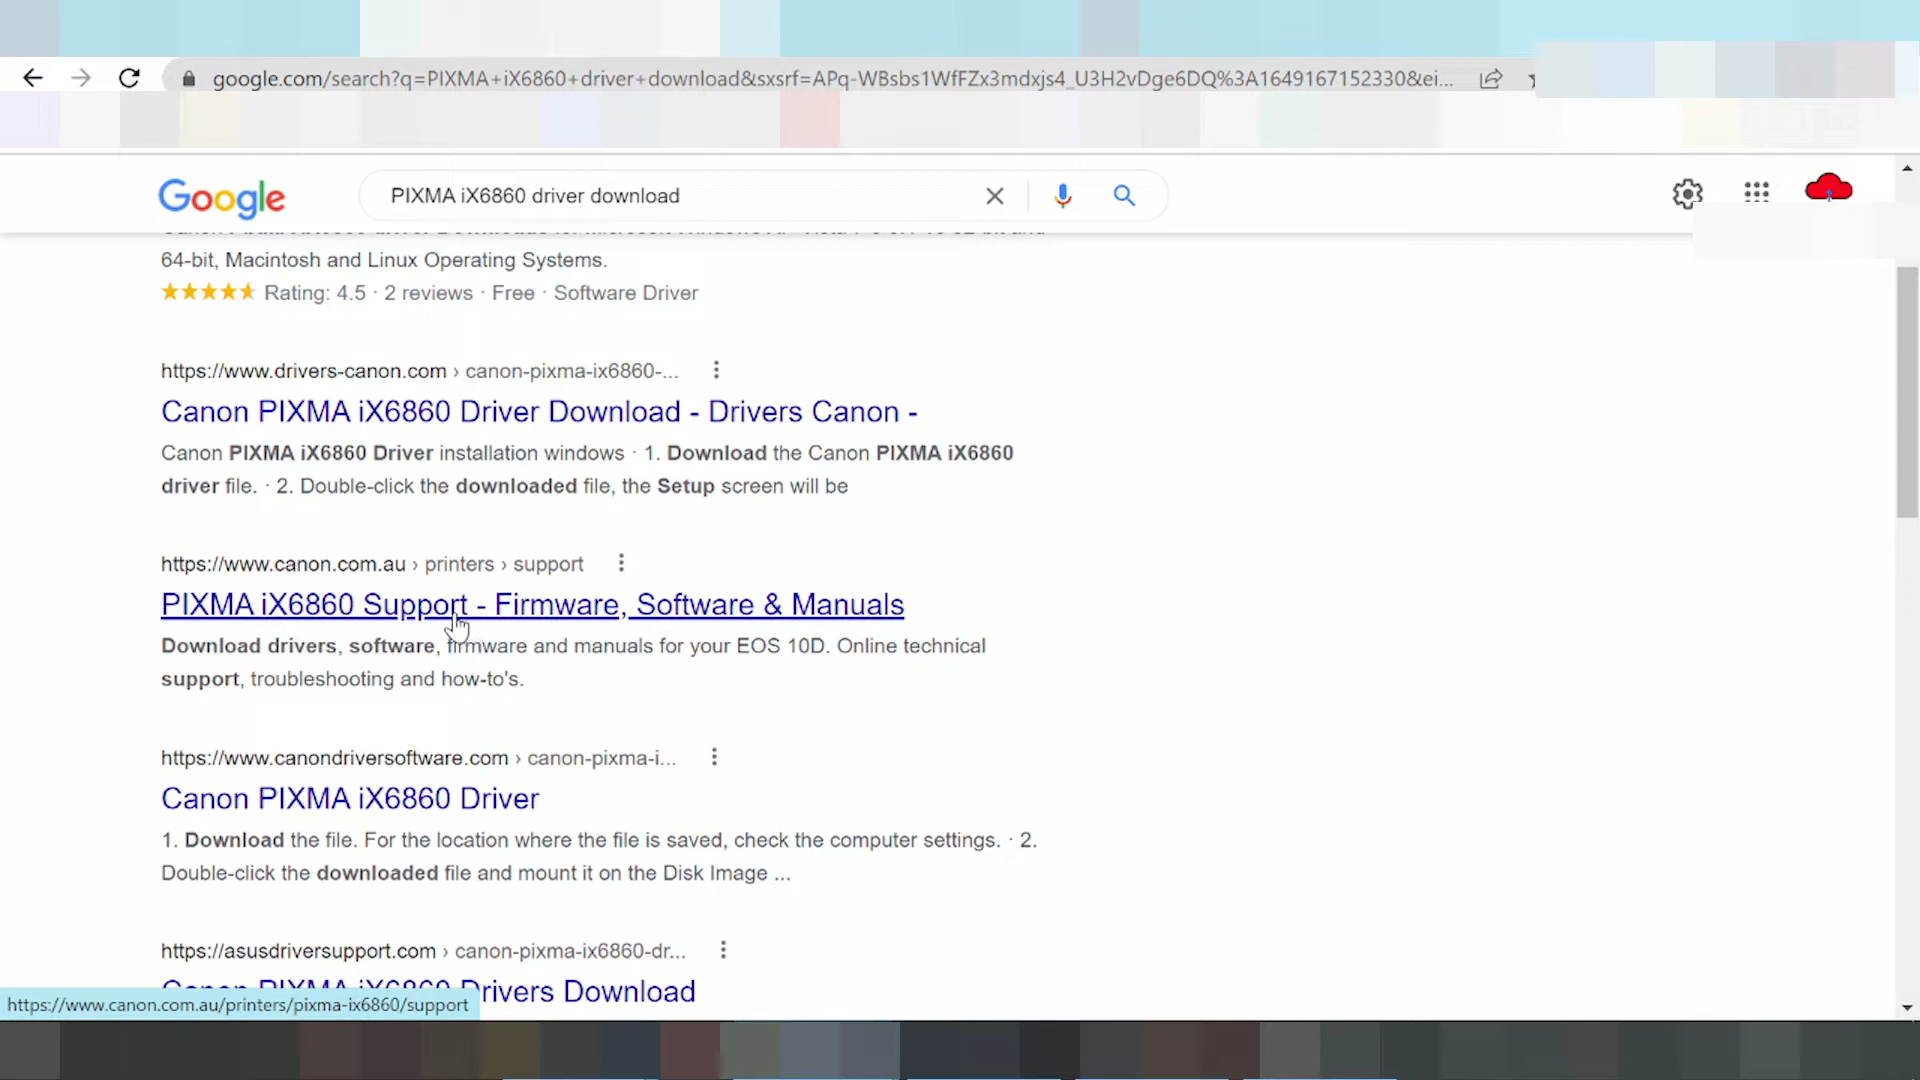 google.com/search?q=PIXMA+iX6860+driver+download&sxsrf=APq-WBsbs1WfFZx3mdxjs4_U3H2vDge6DQ%3A1649167152330&ei...
Google
PIXMA iX6860 driver download
64-bit, Macintosh and Linux Operating Systems.
Rating: 4.5 · 2 reviews · Free · Software Driver
https://www.drivers-canon.com › canon-pixma-ix6860-...
Canon PIXMA iX6860 Driver Download - Drivers Canon -
Canon PIXMA iX6860 Driver installation windows · 1. Download the Canon PIXMA iX6860
driver file. · 2. Double-click the downloaded file, the Setup screen will be
https://www.canon.com.au › printers › support
PIXMA iX6860 Support - Firmware, Software & Manuals
Download drivers, software, firmware and manuals for your EOS 10D. Online technical
support, troubleshooting and how-to's.
https://www.canondriversoftware.com › canon-pixma-i...
Canon PIXMA iX6860 Driver
1. Download the file. For the location where the file is saved, check the computer settings. · 2.
Double-click the downloaded file and mount it on the Disk Image ...
https://asusdriversupport.com › canon-pixma-ix6860-dr...
Canon PIXMA iX6860 Drivers Download
https://www.canon.com.au/printers/pixma-ix6860/support